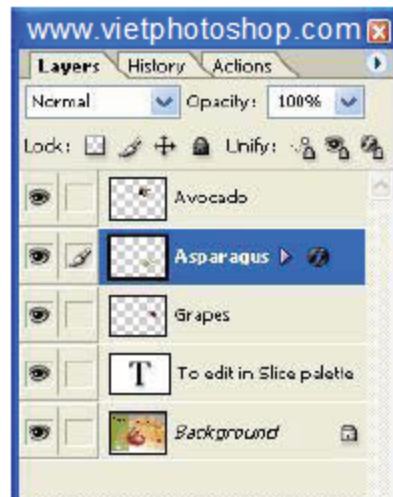 www.vietphotoshop.com
Layers History Actions
Normal Opacity: 100%
Lock: Unify:
Avocado
Asparagus
Grapes
T To edit in Slice palette
Background